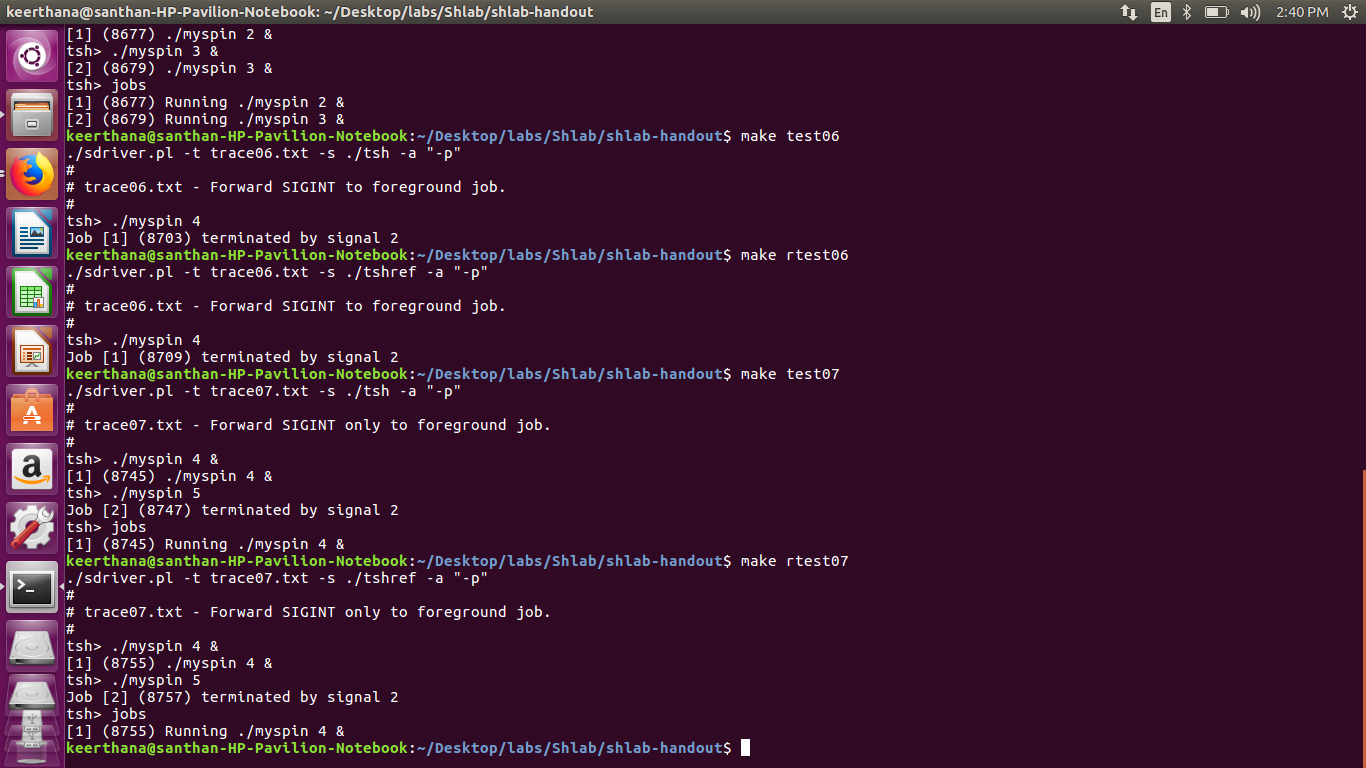 keerthana@santhan-HP-Pavilion-Notebook: ~/Desktop/labs/Shlab/shlab-handout
En
2:40 PM
[1] (8677) ./myspin 2 &
tsh> ./myspin 3 &
[2] (8679) ./myspin 3 &
tsh> jobs
[1] (8677) Running ./myspin 2 &
[2] (8679) Running ./myspin 3 &
keerthana@santhan-HP-Pavilion-Notebook:~/Desktop/labs/Shlab/shlab-handout$ make test06
./sdriver.pl -t trace06.txt -s ./tsh -a "-p"
#
# trace06.txt - Forward SIGINT to foreground job.
#
tsh> ./myspin 4
Job [1] (8703) terminated by signal 2
keerthana@santhan-HP-Pavilion-Notebook:~/Desktop/labs/Shlab/shlab-handout$ make rtest06
./sdriver.pl -t trace06.txt -s ./tshref -a "-p"
#
# trace06.txt - Forward SIGINT to foreground job.
#
tsh> ./myspin 4
Job [1] (8709) terminated by signal 2
keerthana@santhan-HP-Pavilion-Notebook:~/Desktop/labs/Shlab/shlab-handout$ make test07
./sdriver.pl -t trace07.txt -s ./tsh -a "-p"
#
# trace07.txt - Forward SIGINT only to foreground job.
#
tsh> ./myspin 4 &
[1] (8745) ./myspin 4 &
tsh> ./myspin 5
Job [2] (8747) terminated by signal 2
tsh> jobs
[1] (8745) Running ./myspin 4 &
keerthana@santhan-HP-Pavilion-Notebook:~/Desktop/labs/Shlab/shlab-handout$ make rtest07
./sdriver.pl -t trace07.txt -s ./tshref -a "-p"
#
# trace07.txt - Forward SIGINT only to foreground job.
#
tsh> ./myspin 4 &
[1] (8755) ./myspin 4 &
tsh> ./myspin 5
Job [2] (8757) terminated by signal 2
tsh> jobs
[1] (8755) Running ./myspin 4 &
keerthana@santhan-HP-Pavilion-Notebook:~/Desktop/labs/Shlab/shlab-handout$